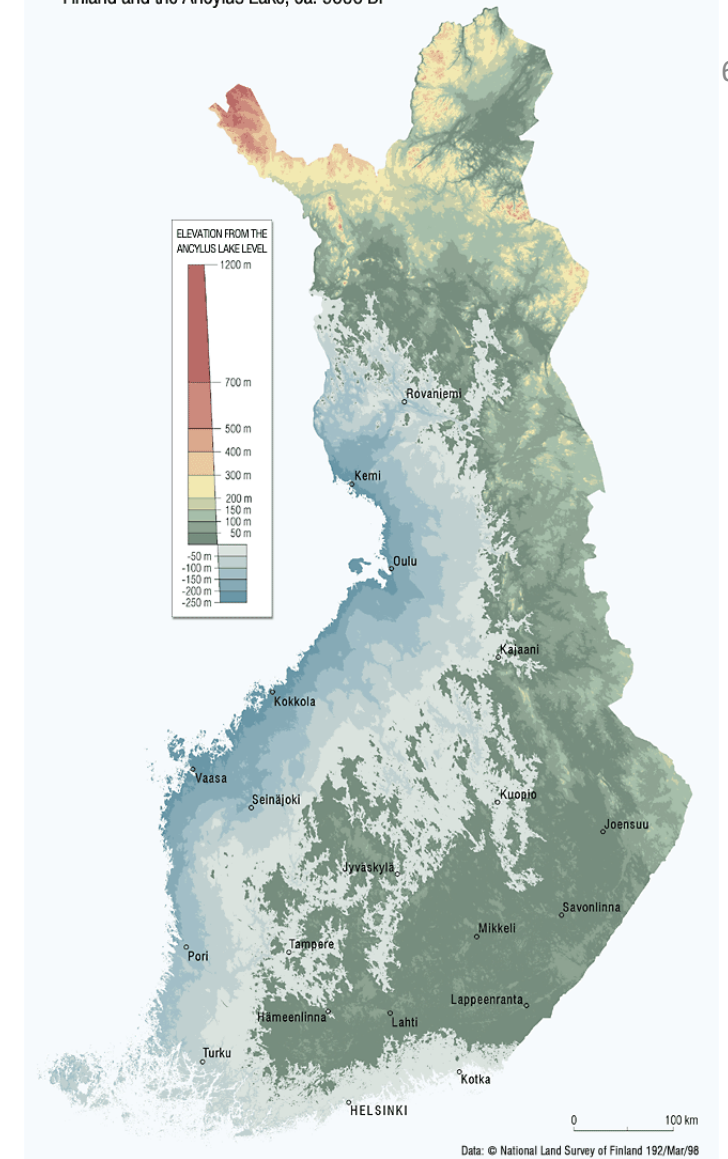 ELEVATION FROM THE
ANCYLUS LAKE LEVEL
1200 m
700 m
500 m
400 m
300 m
200 m
150 m
100 m
50 m
-50 m
-100 m
-150 m
-200 m
-250 m
Rovaniemi
Kemi
Oulu
Kajaani
Kokkola
Vaasa
Seinäjoki
Kuopio
Joensuu
Jyväskylä
Savonlinna
Mikkeli
Tampere
Pori
Lappeenranta
Hämeenlinna
Lahti
Turku
Kotka
HELSINKI
0 100 km
Data: © National Land Survey of Finland 192/Mar/98